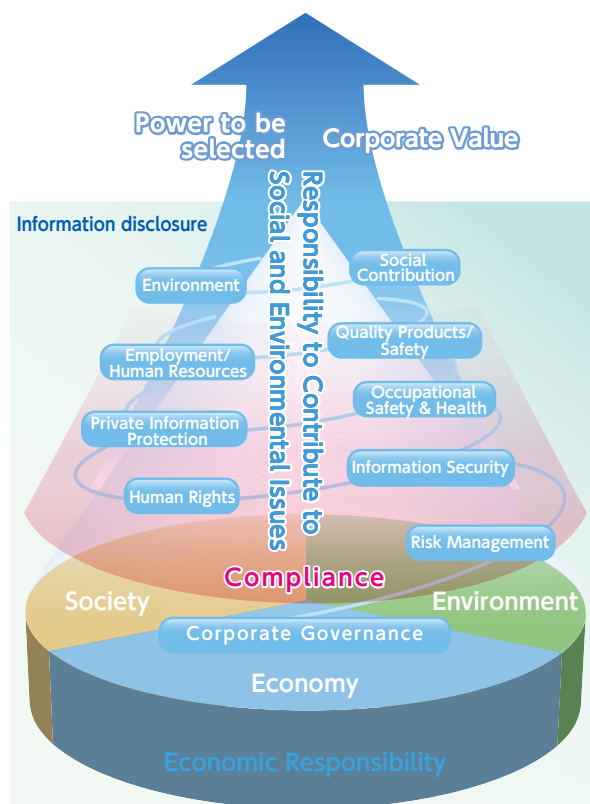 Power to be
selected
Corporate Value
Information disclosure
Responsibility to Contribute to
Social and Environmental Issues
Social
Contribution
Environment
Quality Products/
Safety
Employment/
Human Resources
Occupational
Safety & Health
Private Information
Protection
Information Security
Human Rights
Risk Management
Compliance
Society
Environment
Corporate Governance
Economy
Economic Responsibility